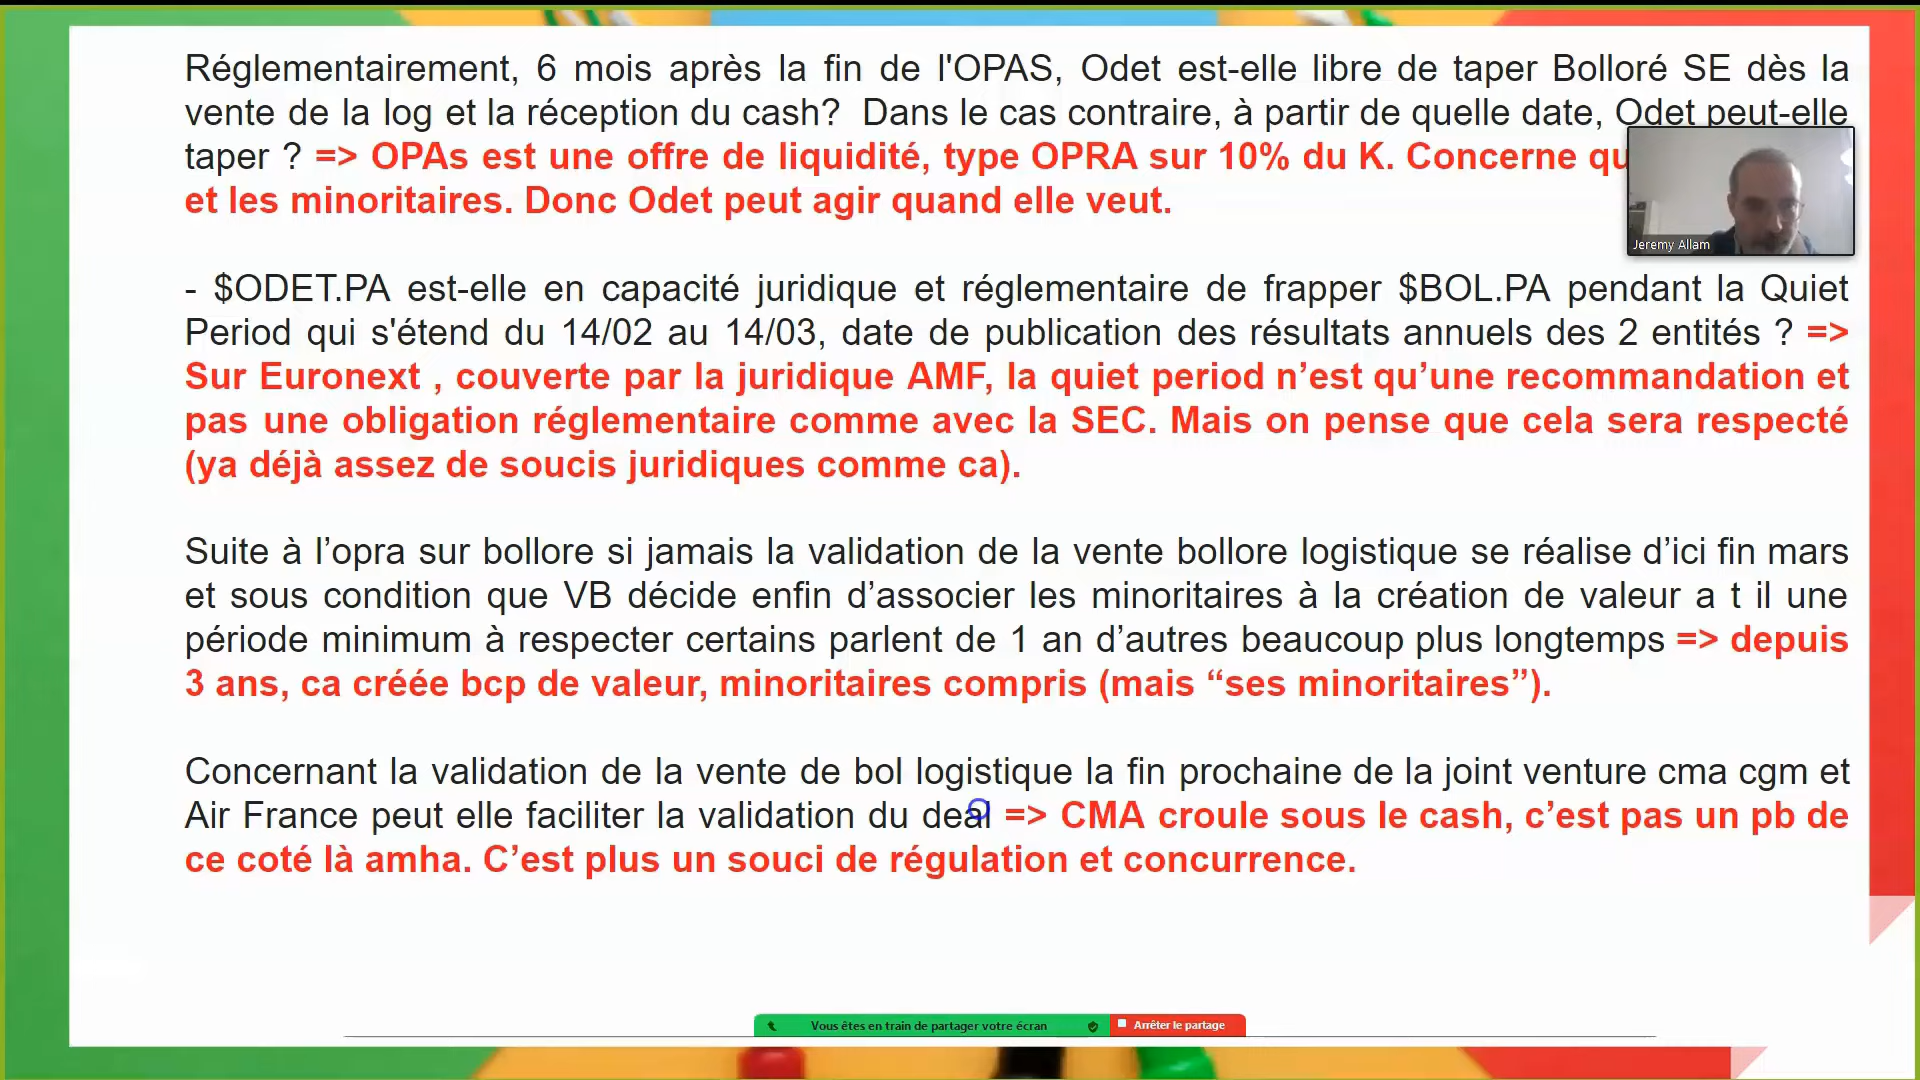 Réglementairement, 6 mois après la fin de l'OPAS, Odet est-elle libre de taper Bolloré SE dès la
vente de la log et la réception du cash? Dans le cas contraire, à partir de quelle date, Odet peut-elle
taper ? => OPAs est une offre de liquidité, type OPRA sur 10% du K. Concerne
et les minoritaires. Donc Odet peut agir quand elle veut.
Jeremy Allam
- $ODET.PA est-elle en capacité juridique et réglementaire de frapper $BOL.PA pendant la Quiet
Period qui s'étend du 14/02 au 14/03, date de publication des résultats annuels des 2 entités ? =>
Sur Euronext , couverte par la juridique AMF, la quiet period n’est qu’une recommandation et
pas une obligation réglementaire comme avec la SEC. Mais on pense que cela sera respecté
(ya déjà assez de soucis juridiques comme ca).
Suite à l’opra sur bollore si jamais la validation de la vente bollore logistique se réalise d’ici fin mars
et sous condition que VB décide enfin d’associer les minoritaires à la création de valeur a t il une
période minimum à respecter certains parlent de 1 an d’autres beaucoup plus longtemps => depuis
3 ans, ca créée bcp de valeur, minoritaires compris (mais “ses minoritaires”).
Concernant la validation de la vente de bol logistique la fin prochaine de la joint venture cma cgm et
Air France peut elle faciliter la validation du deal => CMA croule sous le cash, c’est pas un pb de
ce coté là amha. C’est plus un souci de régulation et concurrence.
Vous êtes en train de partager votre écran
Arrêter le partage